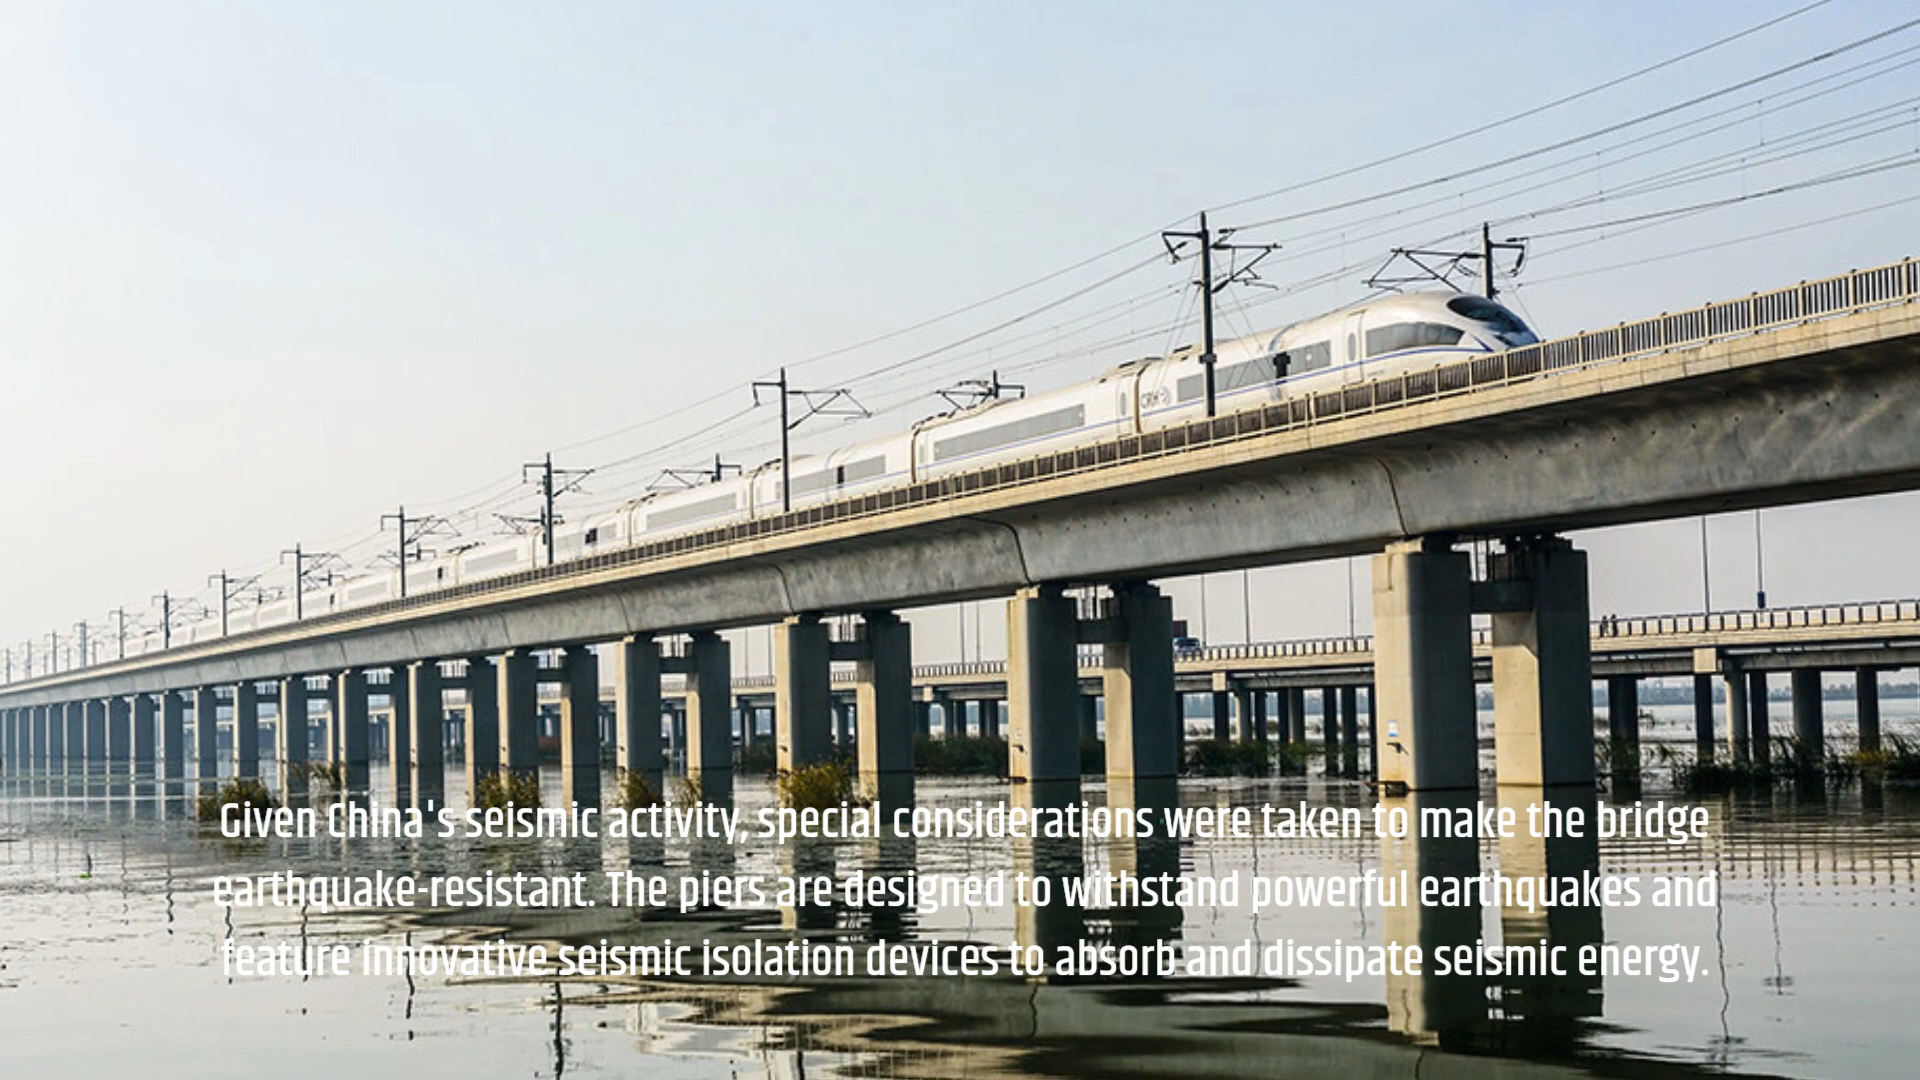 CRH
Given China's seismic activity, special considerations were taken to make the bridge
earthquake-resistant. The piers are designed to withstand powerful earthquakes and
feature innovative seismic isolation devices to absorb and dissipate seismic energy.